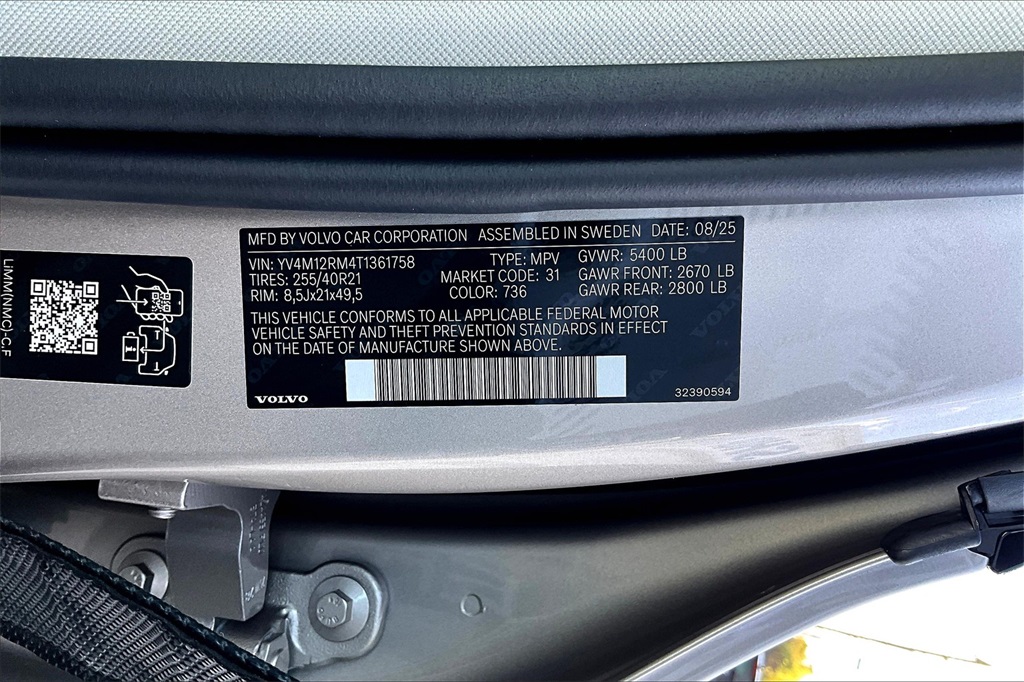 MFD BY VOLVO CAR CORPORATION ASSEMBLED IN SWEDEN DATE: 08/25
VIN: YV4M12RM4T1361758 TYPE: MPV GVWR: 5400 LB
TIRES: 255/40R21 MARKET CODE: 31 GAWR FRONT: 2670 LB
RIM: 8,5Jx21x49,5 COLOR: 736 GAWR REAR: 2800 LB
THIS VEHICLE CONFORMS TO ALL APPLICABLE FEDERAL MOTOR
VEHICLE SAFETY AND THEFT PREVENTION STANDARDS IN EFFECT
ON THE DATE OF MANUFACTURE SHOWN ABOVE.
VOLVO 32390594
LiMM(NMC)-C.F